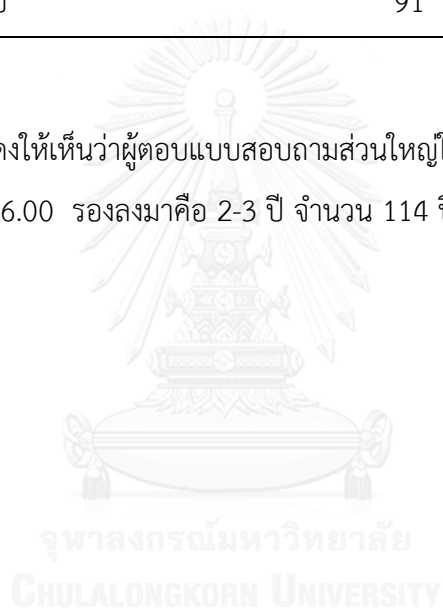 91
คงให้เห็นว่าผู้ตอบแบบสอบถามส่วนใหญ่
6.00 รองลงมาคือ 2-3 ปี จำนวน 114
จุฬาลงกรณ์มหาวิทยาลัย
CHULALONGKORN UNIVERSITY